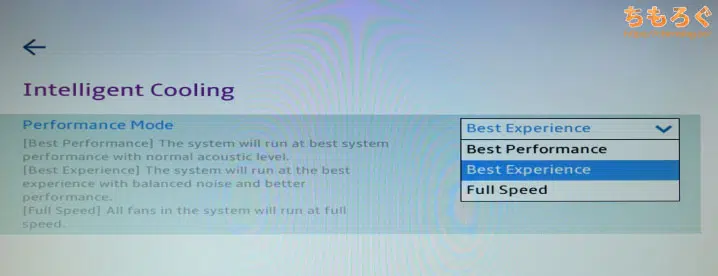 ちもろぐ
Intelligent Cooling
Performance Mode
Best Experience
[Best Performance] The system will run at best system
performance with normal acoustic level.
[Best Experience] The system will run at the best
experience with balanced noise and better
performance.
[Full Speed] All fans in the system will run at full
speed.
Best Performance
Best Experience
Full Speed